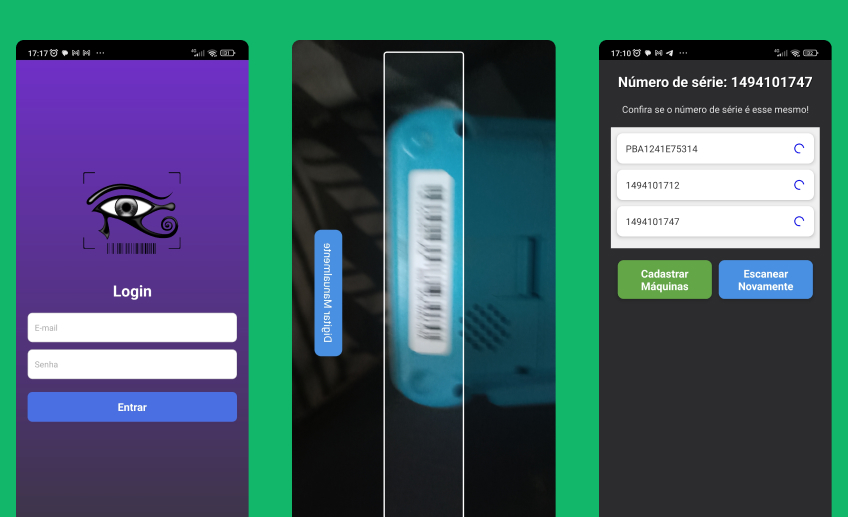 17:17
Login
E-mail
Senha
Entrar
Digitar Manualmente
17:10
Número de série: 1494101747
Confira se o número de série é esse mesmo!
PBA1241E75314
1494101712
1494101747
Cadastrar
Máquinas
Escanear
Novamente